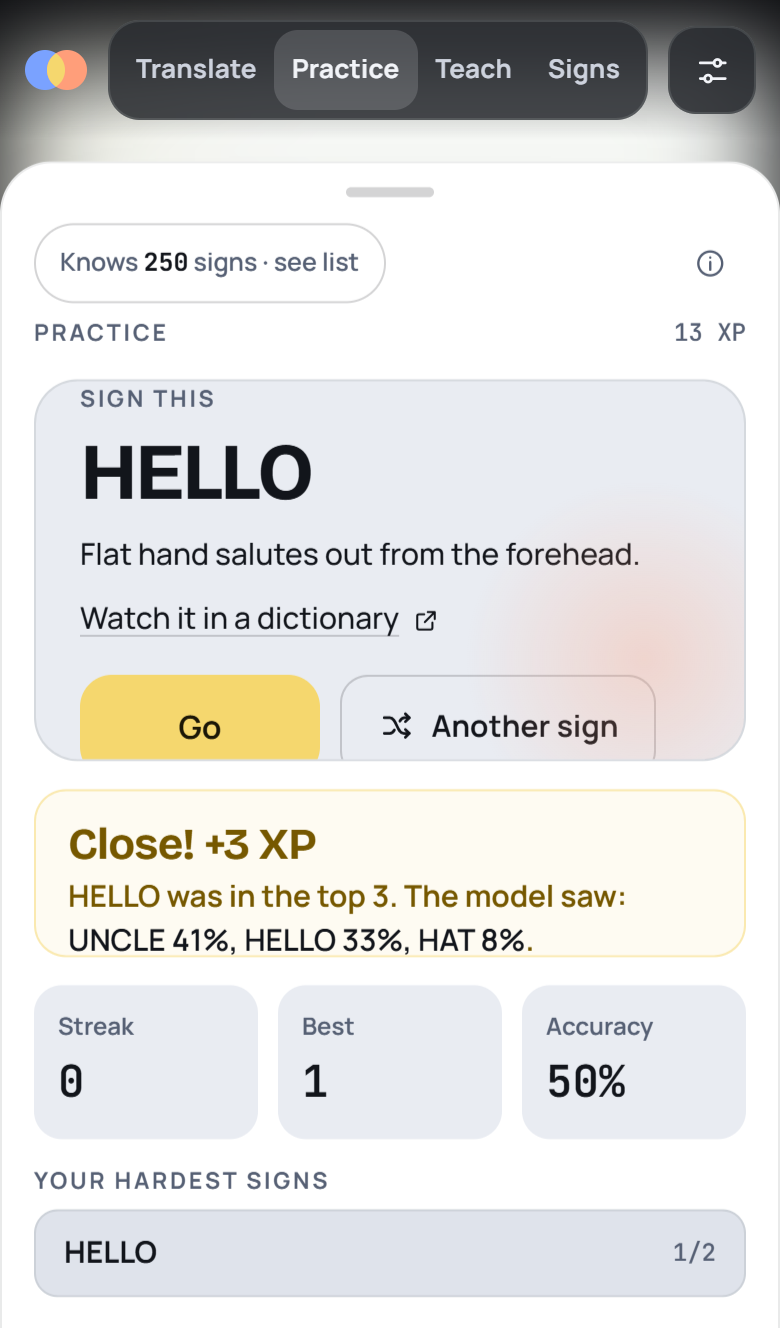 Translate Practice Teach Signs
Knows 250 signs · see list
PRACTICE 13 XP
SIGN THIS
HELLO
Flat hand salutes out from the forehead.
Watch it in a dictionary
Go Another sign
Close! +3 XP
HELLO was in the top 3. The model saw:
UNCLE 41%, HELLO 33%, HAT 8%.
Streak Best Accuracy
0 1 50%
YOUR HARDEST SIGNS
HELLO 1/2